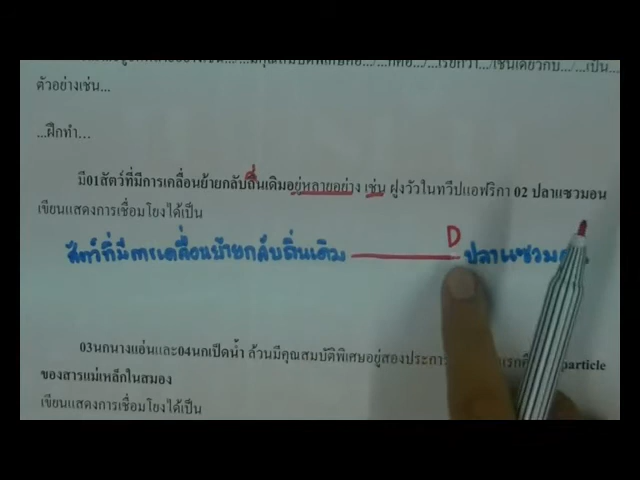 ตัวอย่างเช่น...
...ฝึกทำ...
มี01สัตว์ที่มีการเคลื่อนย้ายกลับถิ่นเดิมอยู่หลายอย่าง เช่น ฝูงวัวในทวีปแอฟริกา 02 ปลาแซวมอน
เขียนแสดงการเชื่อมโยงได้เป็น
D
สัตว์ที่มีการเคลื่อนย้ายกลับถิ่นเดิม ปลาแซวมอน
03นกนางแอ่นและ04นกเป็ดน้ำ ล้วนมีคุณสมบัติพิเศษอยู่สองประการ particle
ของสารแม่เหล็กในสมอง
เขียนแสดงการเชื่อมโยงได้เป็น